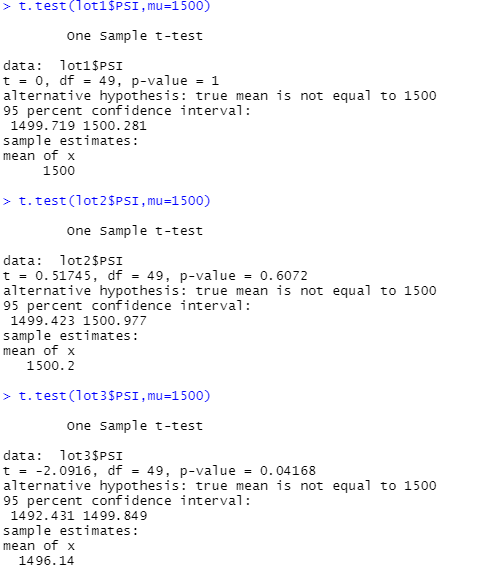 > t.test(lot1$PSI,mu=1500)
One Sample t-test
data: lot1$PSI
t = 0, df = 49, p-value = 1
alternative hypothesis: true mean is not equal to 1500
95 percent confidence interval:
1499.719 1500.281
sample estimates:
mean of x
1500
> t.test(lot2$PSI,mu=1500)
One Sample t-test
data: lot2$PSI
t = 0.51745, df = 49, p-value = 0.6072
alternative hypothesis: true mean is not equal to 1500
95 percent confidence interval:
1499.423 1500.977
sample estimates:
mean of x
1500.2
> t.test(lot3$PSI,mu=1500)
One Sample t-test
data: lot3$PSI
t = -2.0916, df = 49, p-value = 0.04168
alternative hypothesis: true mean is not equal to 1500
95 percent confidence interval:
1492.431 1499.849
sample estimates:
mean of x
1496.14